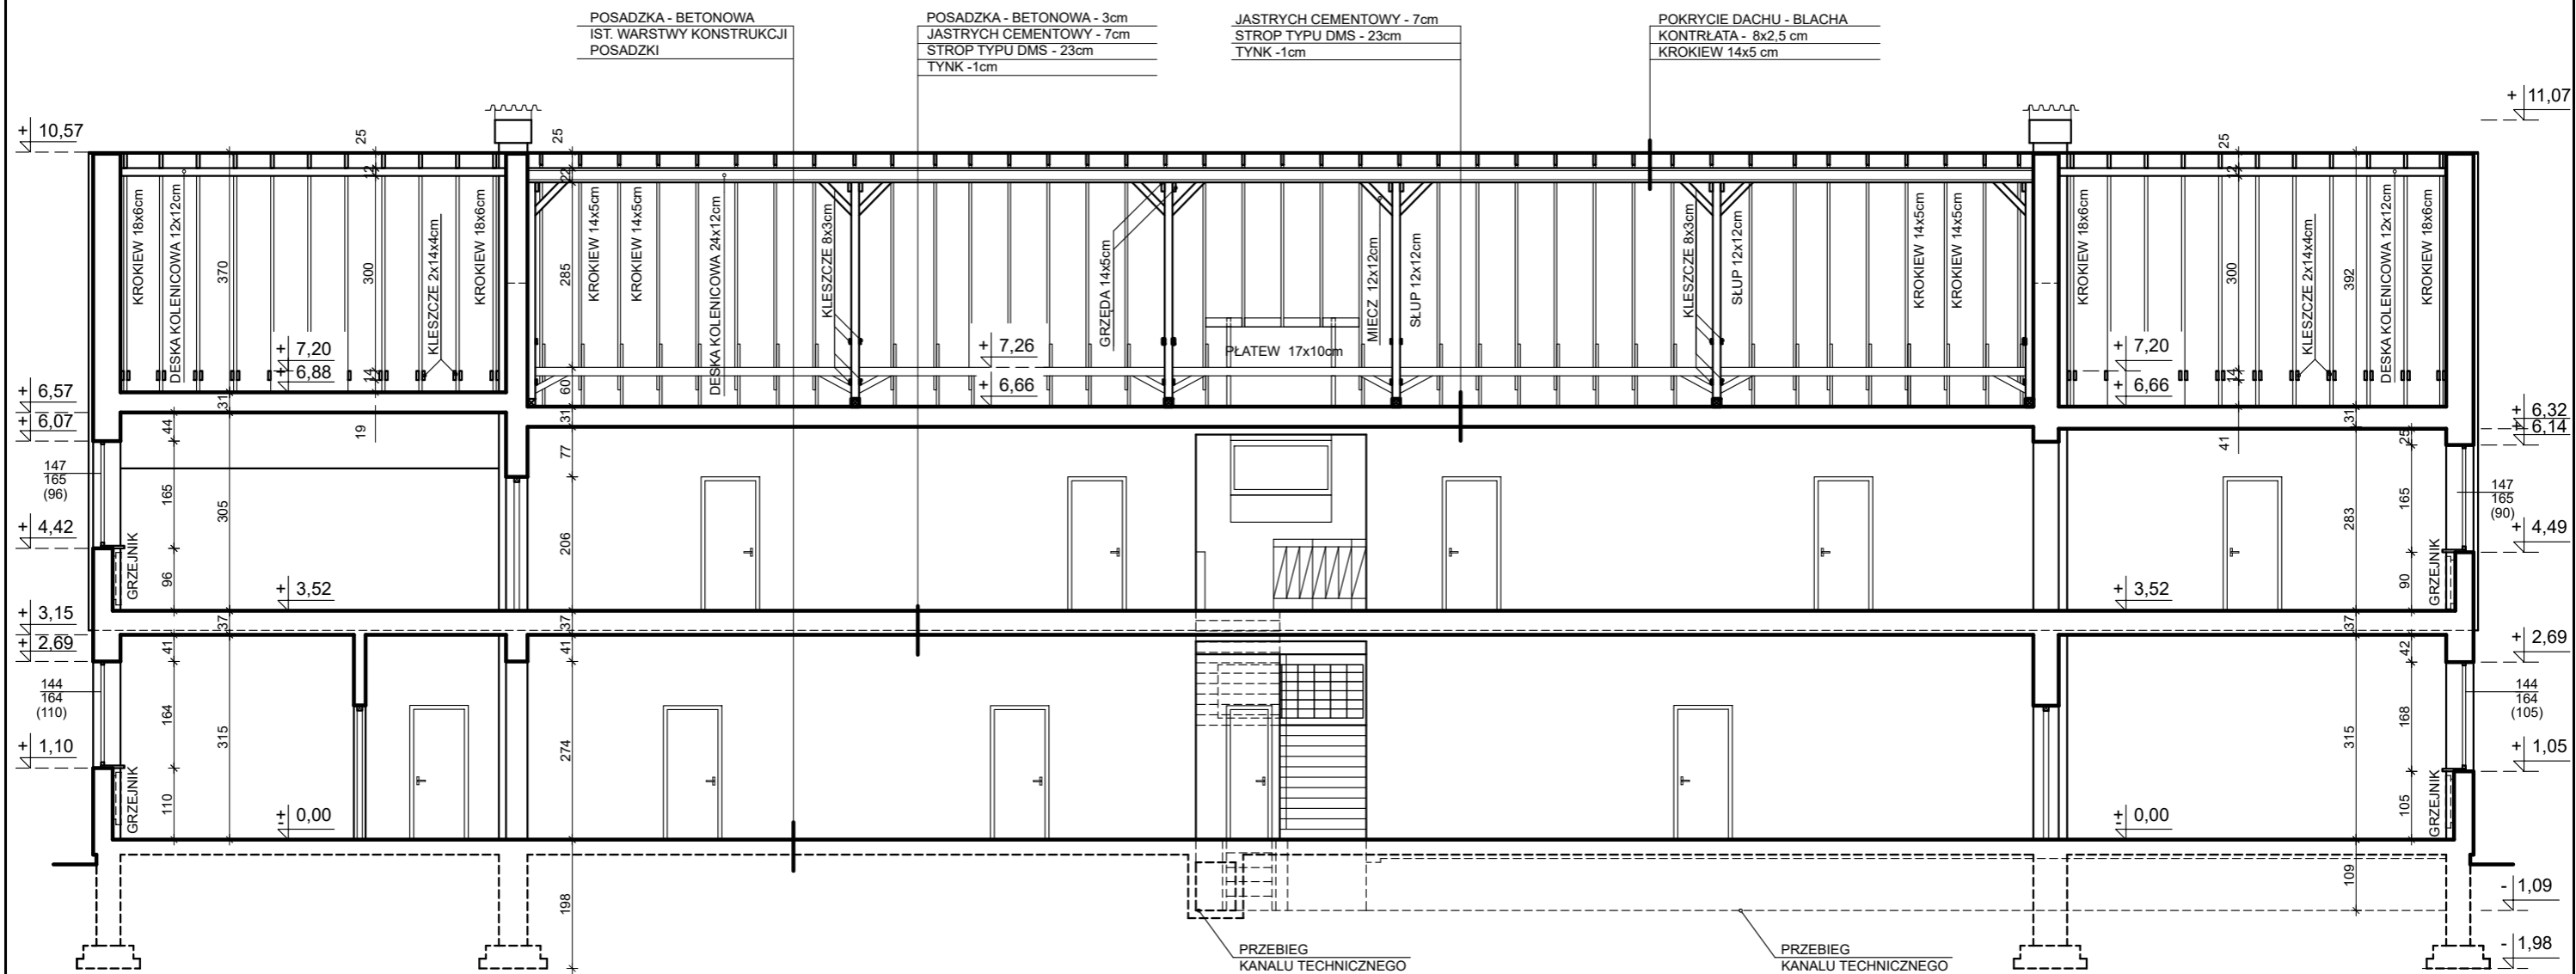 POSADZKA - BETONOWA
IST. WARSTWY KONSTRUKCJI
POSADZKI
POSADZKA - BETONOWA - 3cm
JASTRYCH CEMENTOWY - 7cm
STROP TYPU DMS - 23cm
TYNK -1cm
JASTRYCH CEMENTOWY - 7cm
STROP TYPU DMS - 23cm
TYNK -1cm
POKRYCIE DACHU - BLACHA
KONTRŁATA - 8x2,5 cm
KROKIEW 14x5 cm
+ 10,57
+ 11,07
25
25
25
12
22
12
KROKIEW 18x6cm
DESKA KOLENICOWA 12x12cm
370
300
KLESZCZE 2x14x4cm
KROKIEW 18x6cm
285
KROKIEW 14x5cm
KROKIEW 14x5cm
DESKA KOLENICOWA 24x12cm
KLESZCZE 8x3cm
GRZĘDA 14x5cm
PŁATEW 17x10cm
MIECZ 12x12cm
SŁUP 12x12cm
KLESZCZE 8x3cm
SŁUP 12x12cm
KROKIEW 14x5cm
KROKIEW 14x5cm
KROKIEW 18x6cm
300
392
KLESZCZE 2x14x4cm
DESKA KOLENICOWA 12x12cm
KROKIEW 18x6cm
+ 7,20
+ 6,88
+ 7,26
+ 6,66
+ 7,20
+ 6,66
14
60
14
+ 6,57
+ 6,07
31
44
19
31
77
41
31
25
+ 6,32
+ 6,14
147
165
(96)
165
305
206
283
165
147
165
(90)
+ 4,42
+ 4,49
GRZEJNIK
96
+ 3,52
+ 3,52
90
GRZEJNIK
+ 3,15
+ 2,69
37
41
37
41
37
42
+ 2,69
144
164
(110)
164
315
274
315
168
144
164
(105)
+ 1,10
+ 1,05
GRZEJNIK
110
± 0,00
± 0,00
105
GRZEJNIK
198
109
- 1,09
- 1,98
PRZEBIEG
KANALU TECHNICZNEGO
PRZEBIEG
KANALU TECHNICZNEGO